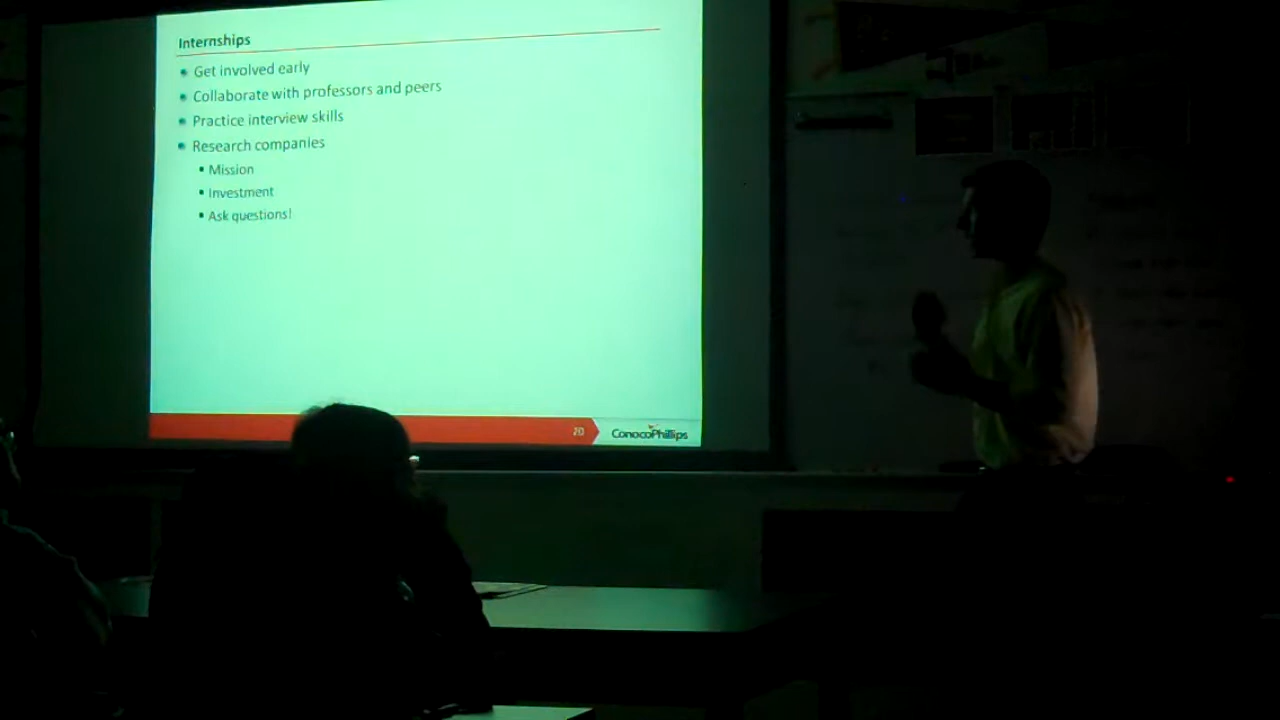 Internships
Get involved early
Collaborate with professors and peers
Practice interview skills
Research companies
Mission
Investment
Ask questions!
20
ConocoPhillips